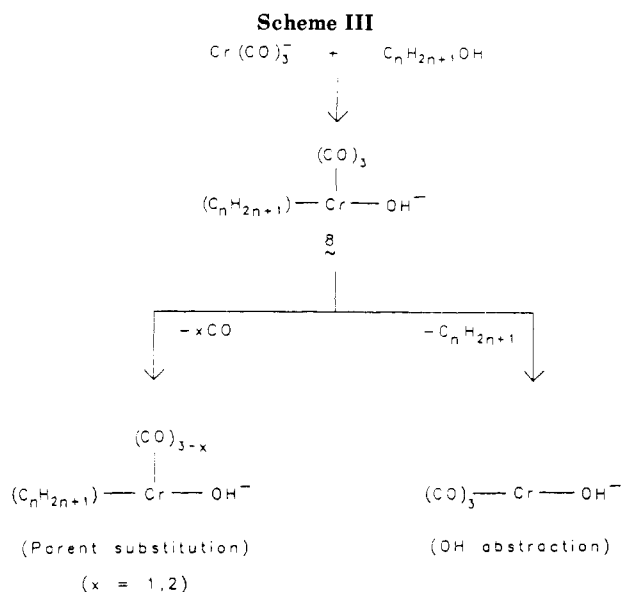 Scheme III
Cr(CO)₃⁻ + CₙH₂ₙ₊₁OH
(CO)₃
(CₙH₂ₙ₊₁)—Cr—OH⁻
8
-xCO -CₙH₂ₙ₊₁
(CO)₃₋ₓ
(CₙH₂ₙ₊₁)—Cr—OH⁻ (CO)₃—Cr—OH⁻
(Parent substitution) (OH abstraction)
(x = 1,2)